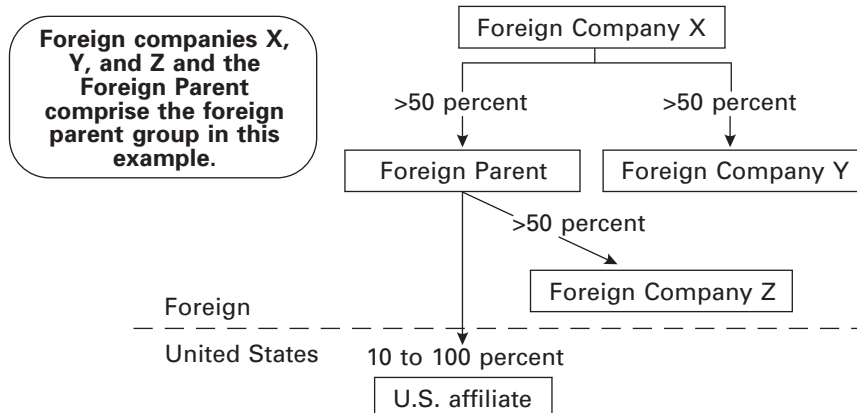 Foreign companies X,
Y, and Z and the
Foreign Parent
comprise the foreign
parent group in this
example.
Foreign Company X
>50 percent
>50 percent
Foreign Parent
Foreign Company Y
>50 percent
Foreign Company Z
Foreign
United States
10 to 100 percent
U.S. affiliate